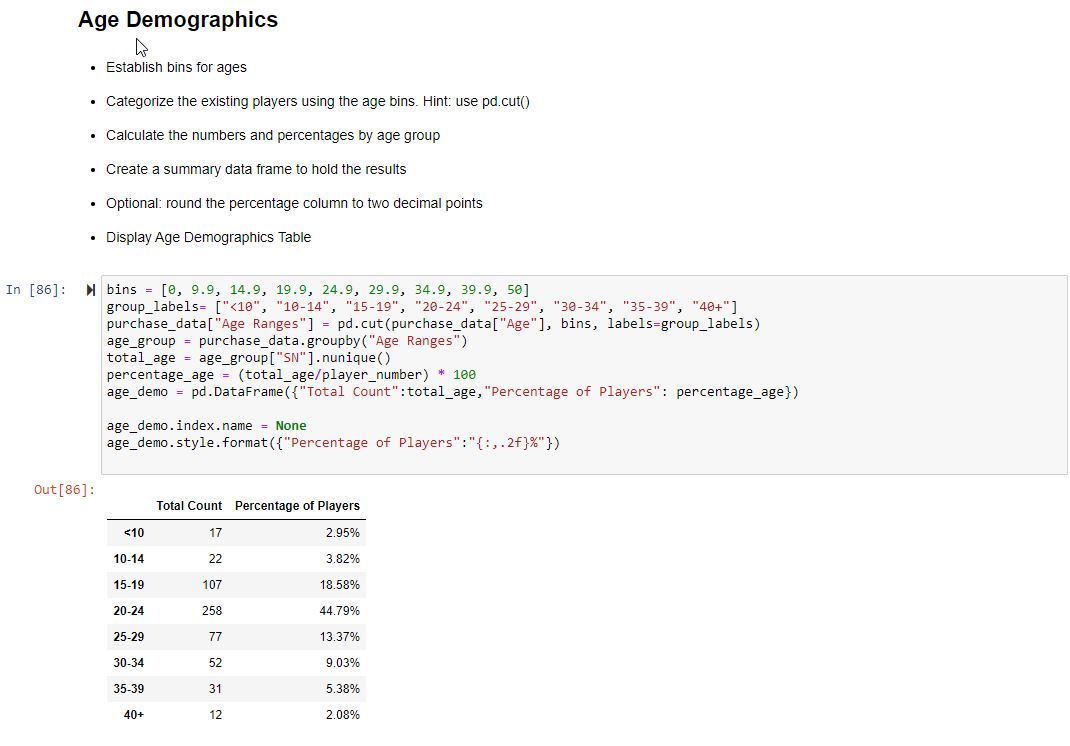 Age Demographics
• Establish bins for ages
• Categorize the existing players using the age bins. Hint: use pd.cut()
• Calculate the numbers and percentages by age group
• Create a summary data frame to hold the results
• Optional: round the percentage column to two decimal points
• Display Age Demographics Table
In [86]:
bins = [0, 9.9, 14.9, 19.9, 24.9, 29.9, 34.9, 39.9, 50]
group_labels= ["<10", "10-14", "15-19", "20-24", "25-29", "30-34", "35-39", "40+"]
purchase_data["Age Ranges"] = pd.cut(purchase_data["Age"], bins, labels=group_labels)
age_group = purchase_data.groupby("Age Ranges")
total_age = age_group["SN"].nunique()
percentage_age = (total_age/player_number) * 100
age_demo = pd.DataFrame({"Total Count":total_age,"Percentage of Players": percentage_age})
age_demo.index.name = None
age_demo.style.format({"Percentage of Players":"{:,.2f}%"})
Out[86]:
Total Count Percentage of Players
<10 17 2.95%
10-14 22 3.82%
15-19 107 18.58%
20-24 258 44.79%
25-29 77 13.37%
30-34 52 9.03%
35-39 31 5.38%
40+ 12 2.08%